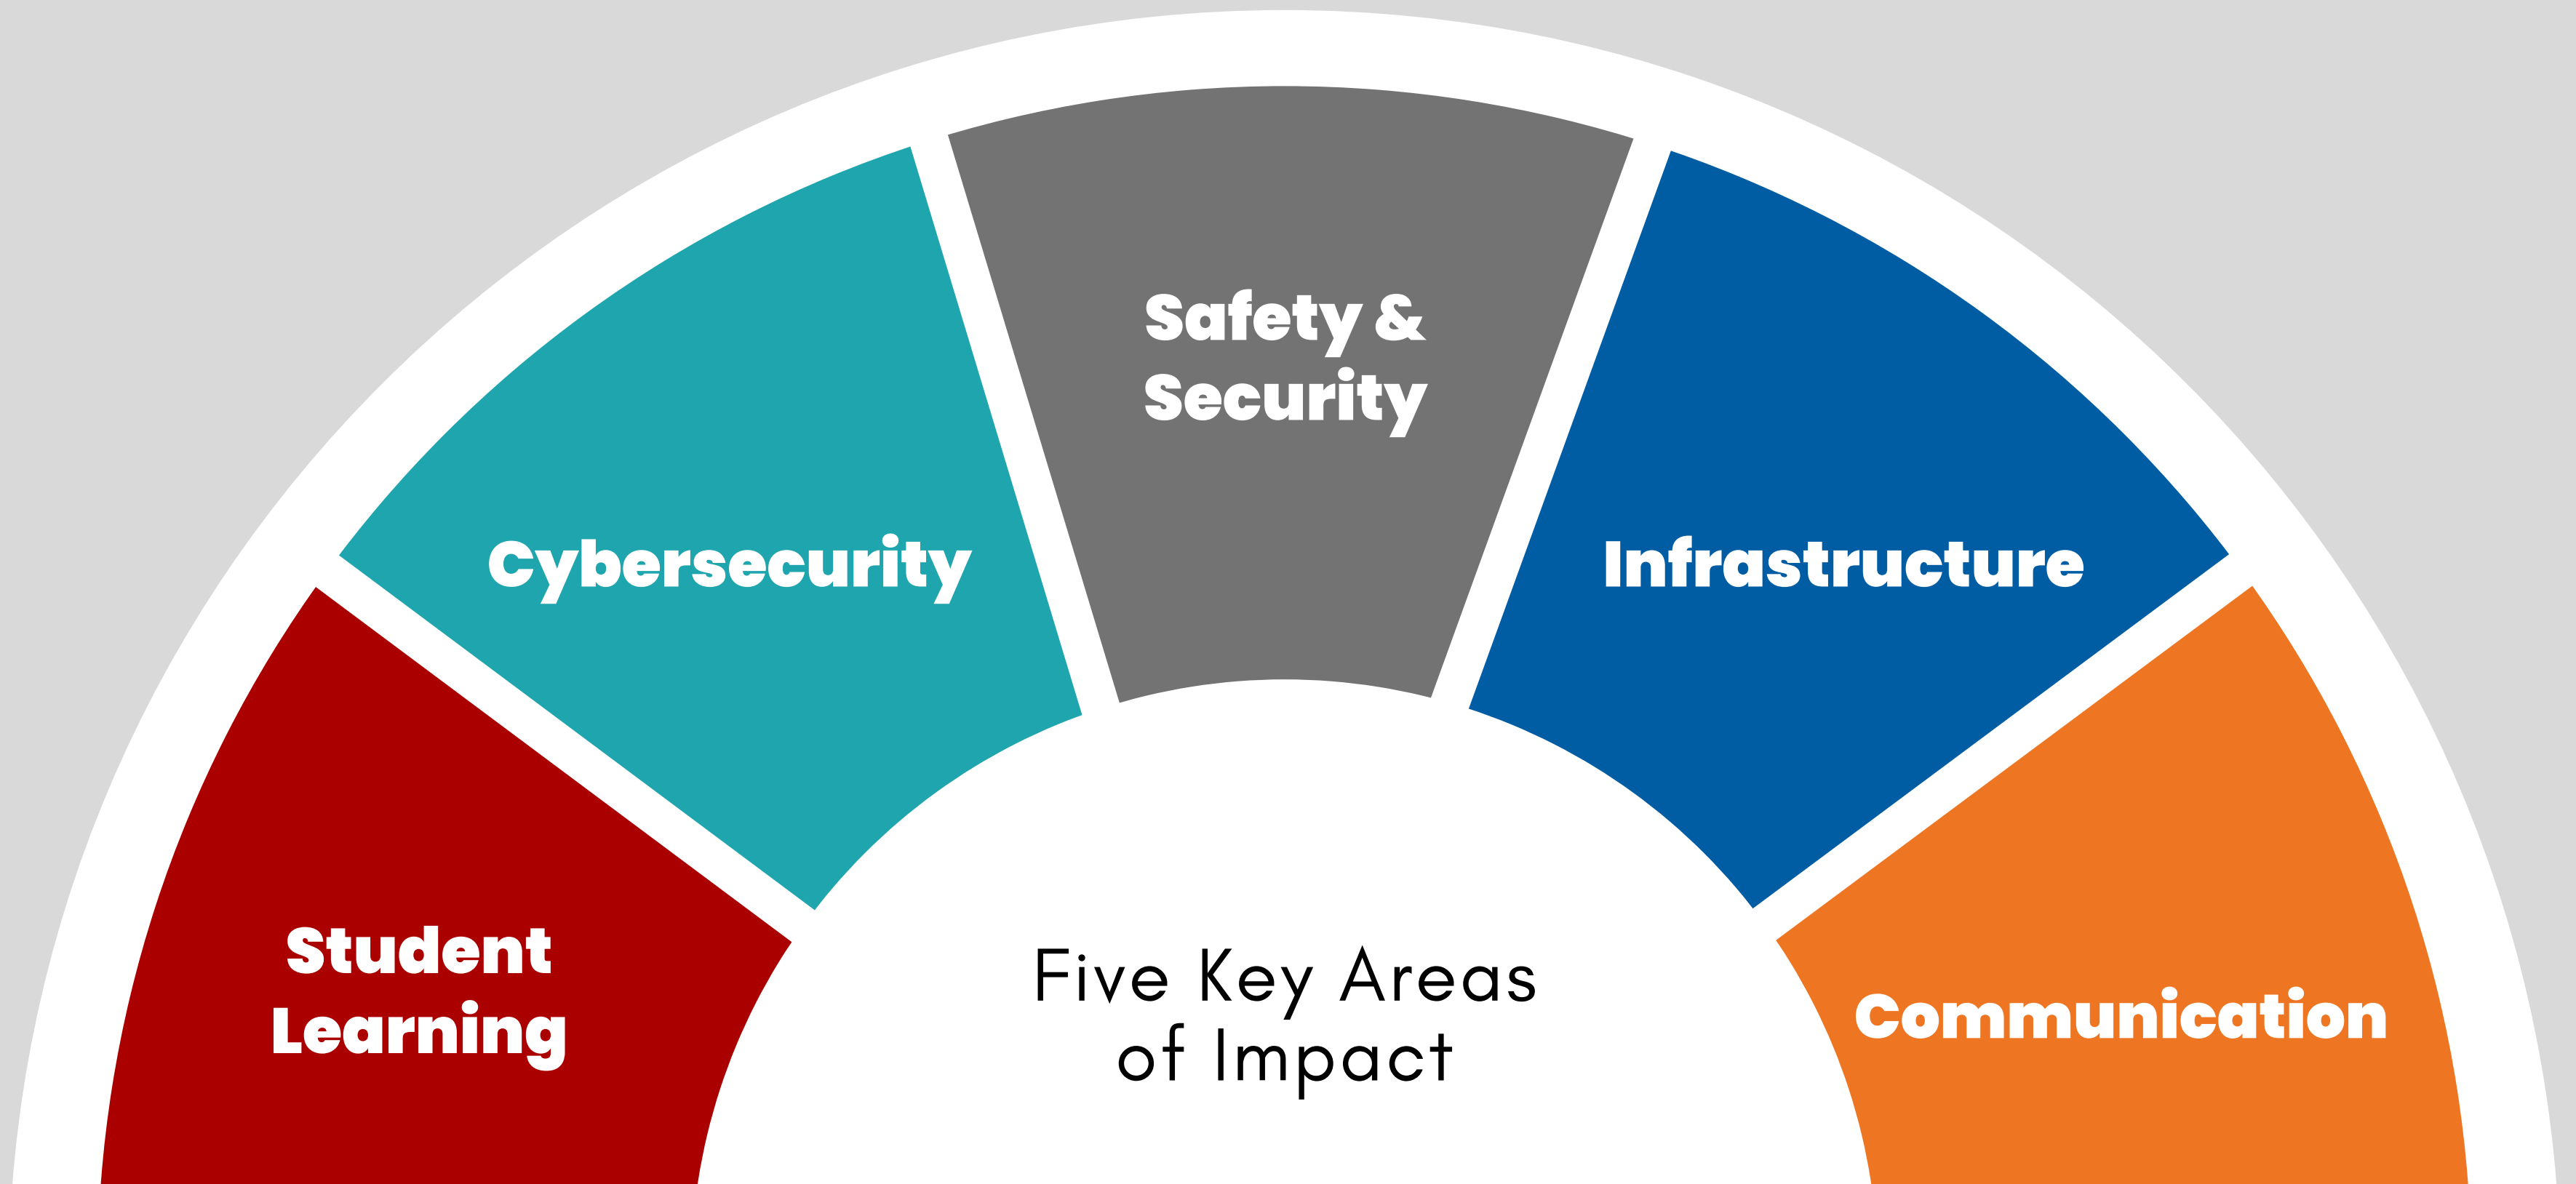 Safety &
Security
Cybersecurity
Infrastructure
Student
Learning
Communication
Five Key Areas
of Impact